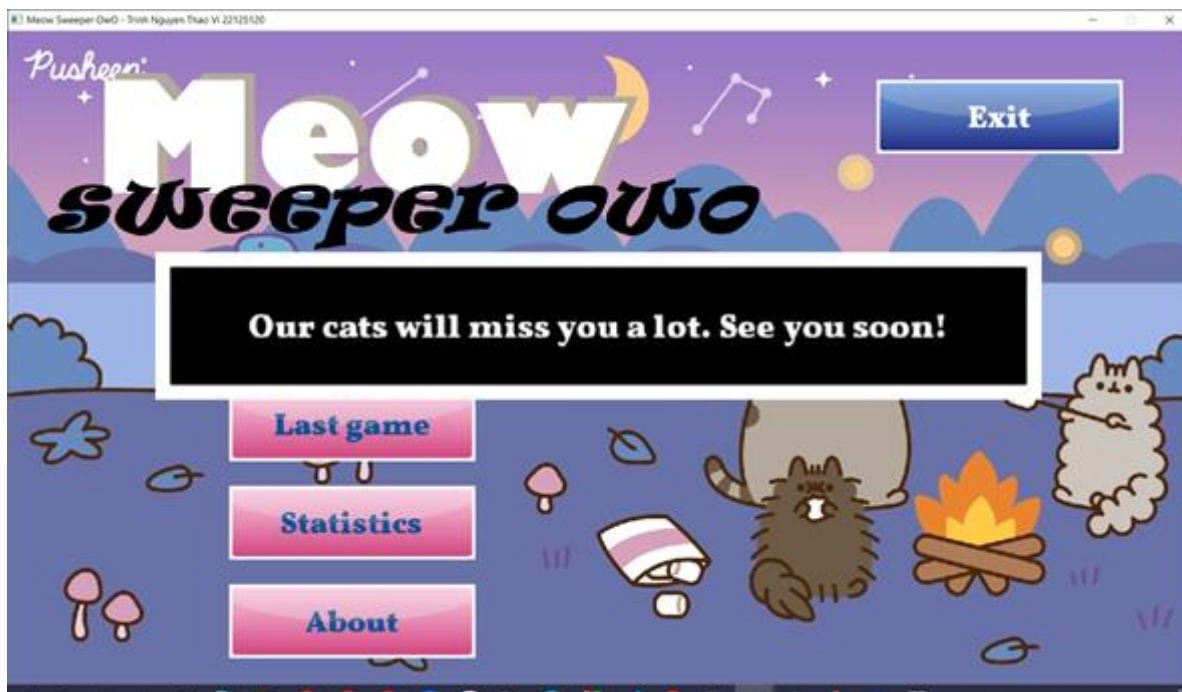 Meow Sweeper OwO - Trinh Nguyen Thao Vi 22125120
Pusheen
Meow
sweeper owo
Exit
Our cats will miss you a lot. See you soon!
Last game
Statistics
About